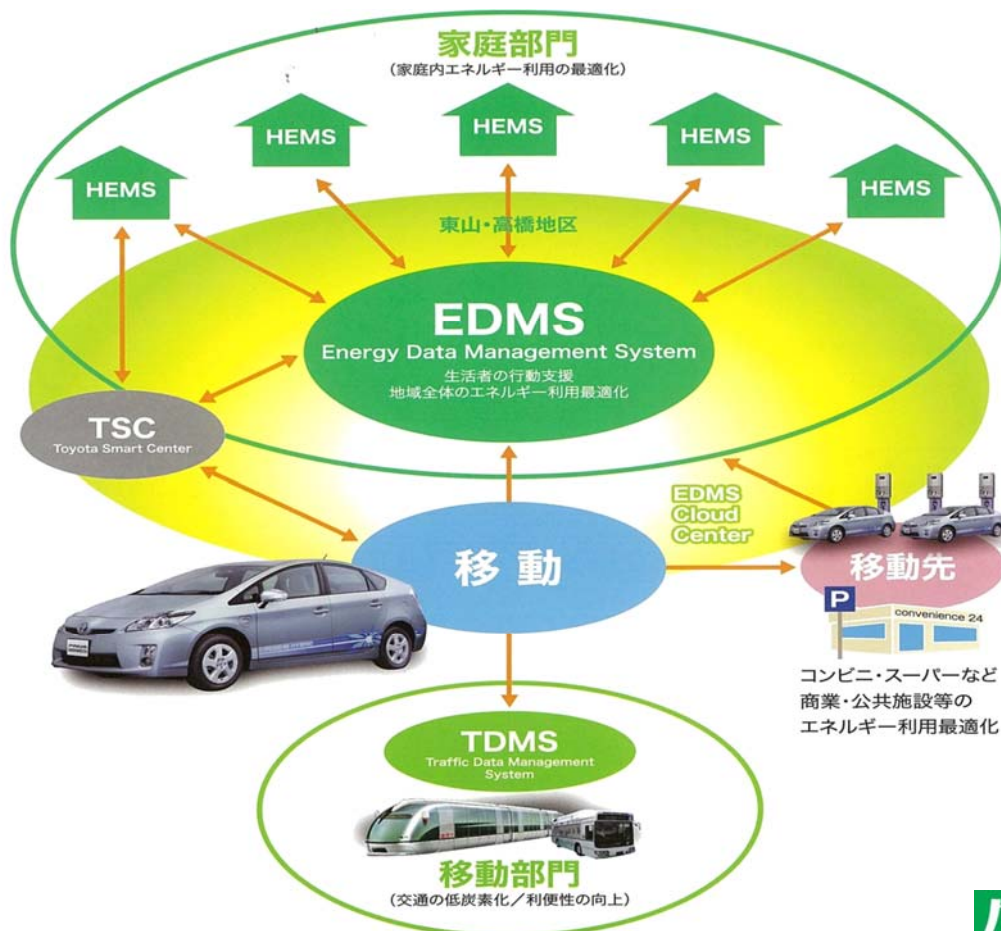 家庭部門
(家庭内エネルギー利用の最適化)
HEMS
HEMS
HEMS
HEMS
HEMS
東山・高橋地区
EDMS
Energy Data Management System
生活者の行動支援
地域全体のエネルギー利用最適化
TSC
Toyota Smart Center
EDMS
Cloud
Center
移動
移動先
P
convenience 24
コンビニ・スーパーなど
商業・公共施設等の
エネルギー利用最適化
TDMS
Traffic Data Management
System
移動部門
(交通の低炭素化/利便性の向上)